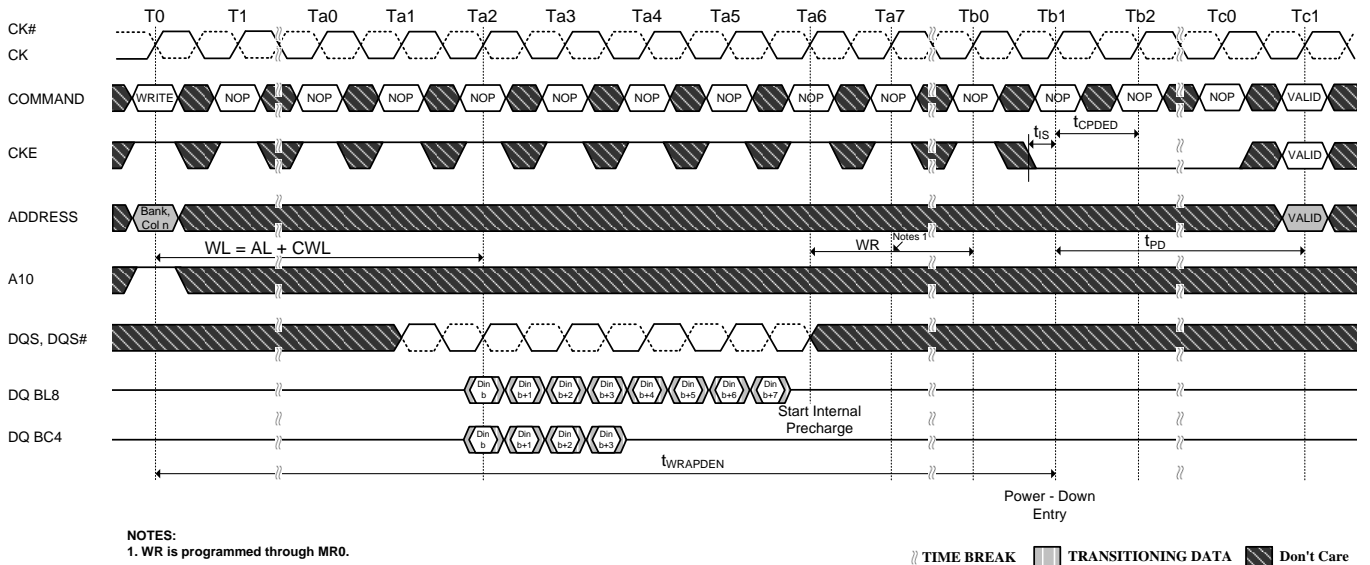 T0 T1 Ta0 Ta1 Ta2 Ta3 Ta4 Ta5 Ta6 Ta7 Tb0 Tb1 Tb2 Tc0 Tc1
CK#
CK
COMMAND WRITE NOP NOP NOP NOP NOP NOP NOP NOP NOP NOP NOP NOP NOP VALID
tIS tCPDED
CKE VALID
ADDRESS Bank, Col n VALID
WL = AL + CWL WR Notes 1 tPD
A10
DQS, DQS#
DQ BL8 Din b Din b+1 Din b+2 Din b+3 Din b+4 Din b+5 Din b+6 Din b+7
Start Internal
Precharge
DQ BC4 Din b Din b+1 Din b+2 Din b+3
tWRAPDEN
Power - Down
Entry
NOTES:
1. WR is programmed through MR0.
TIME BREAK TRANSITIONING DATA Don't Care